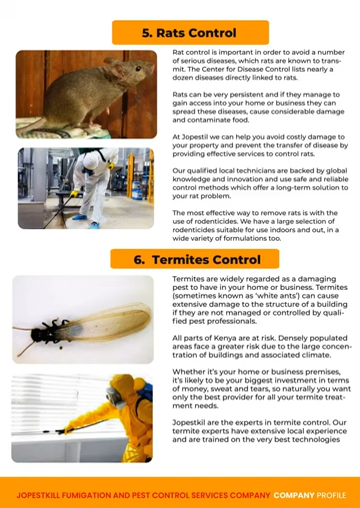 5. Rats Control
Rat control is important in order to avoid a number
of serious diseases, which rats are known to trans-
mit. The Center for Disease Control lists nearly a
dozen diseases directly linked to rats.
Rats can be very persistent and if they manage to
gain access into your home or business they can
spread these diseases, cause considerable damage
and contaminate food.
At Jopestil we can help you avoid costly damage to
your property and prevent the transfer of disease by
providing effective services to control rats.
Our qualified local technicians are backed by global
knowledge and innovation and use safe and reliable
control methods which offer a long-term solution to
your rat problem.
The most effective way to remove rats is with the
use of rodenticides. We have a large selection of
rodenticides suitable for use indoors and out, in a
wide variety of formulations too.
6. Termites Control
Termites are widely regarded as a damaging
pest to have in your home or business. Termites
(sometimes known as ‘white ants’) can cause
extensive damage to the structure of a building
if they are not managed or controlled by quali-
fied pest professionals.
All parts of Kenya are at risk. Densely populated
areas face a greater risk due to the large concen-
tration of buildings and associated climate.
Whether it’s your home or business premises,
it’s likely to be your biggest investment in terms
of money, sweat and tears, so naturally you want
only the best provider for all your termite treat-
ment needs.
Jopestkil are the experts in termite control. Our
termite experts have extensive local experience
and are trained on the very best technologies
JOPESTKILL FUMIGATION AND PEST CONTROL SERVICES COMPANY COMPANY PROFILE